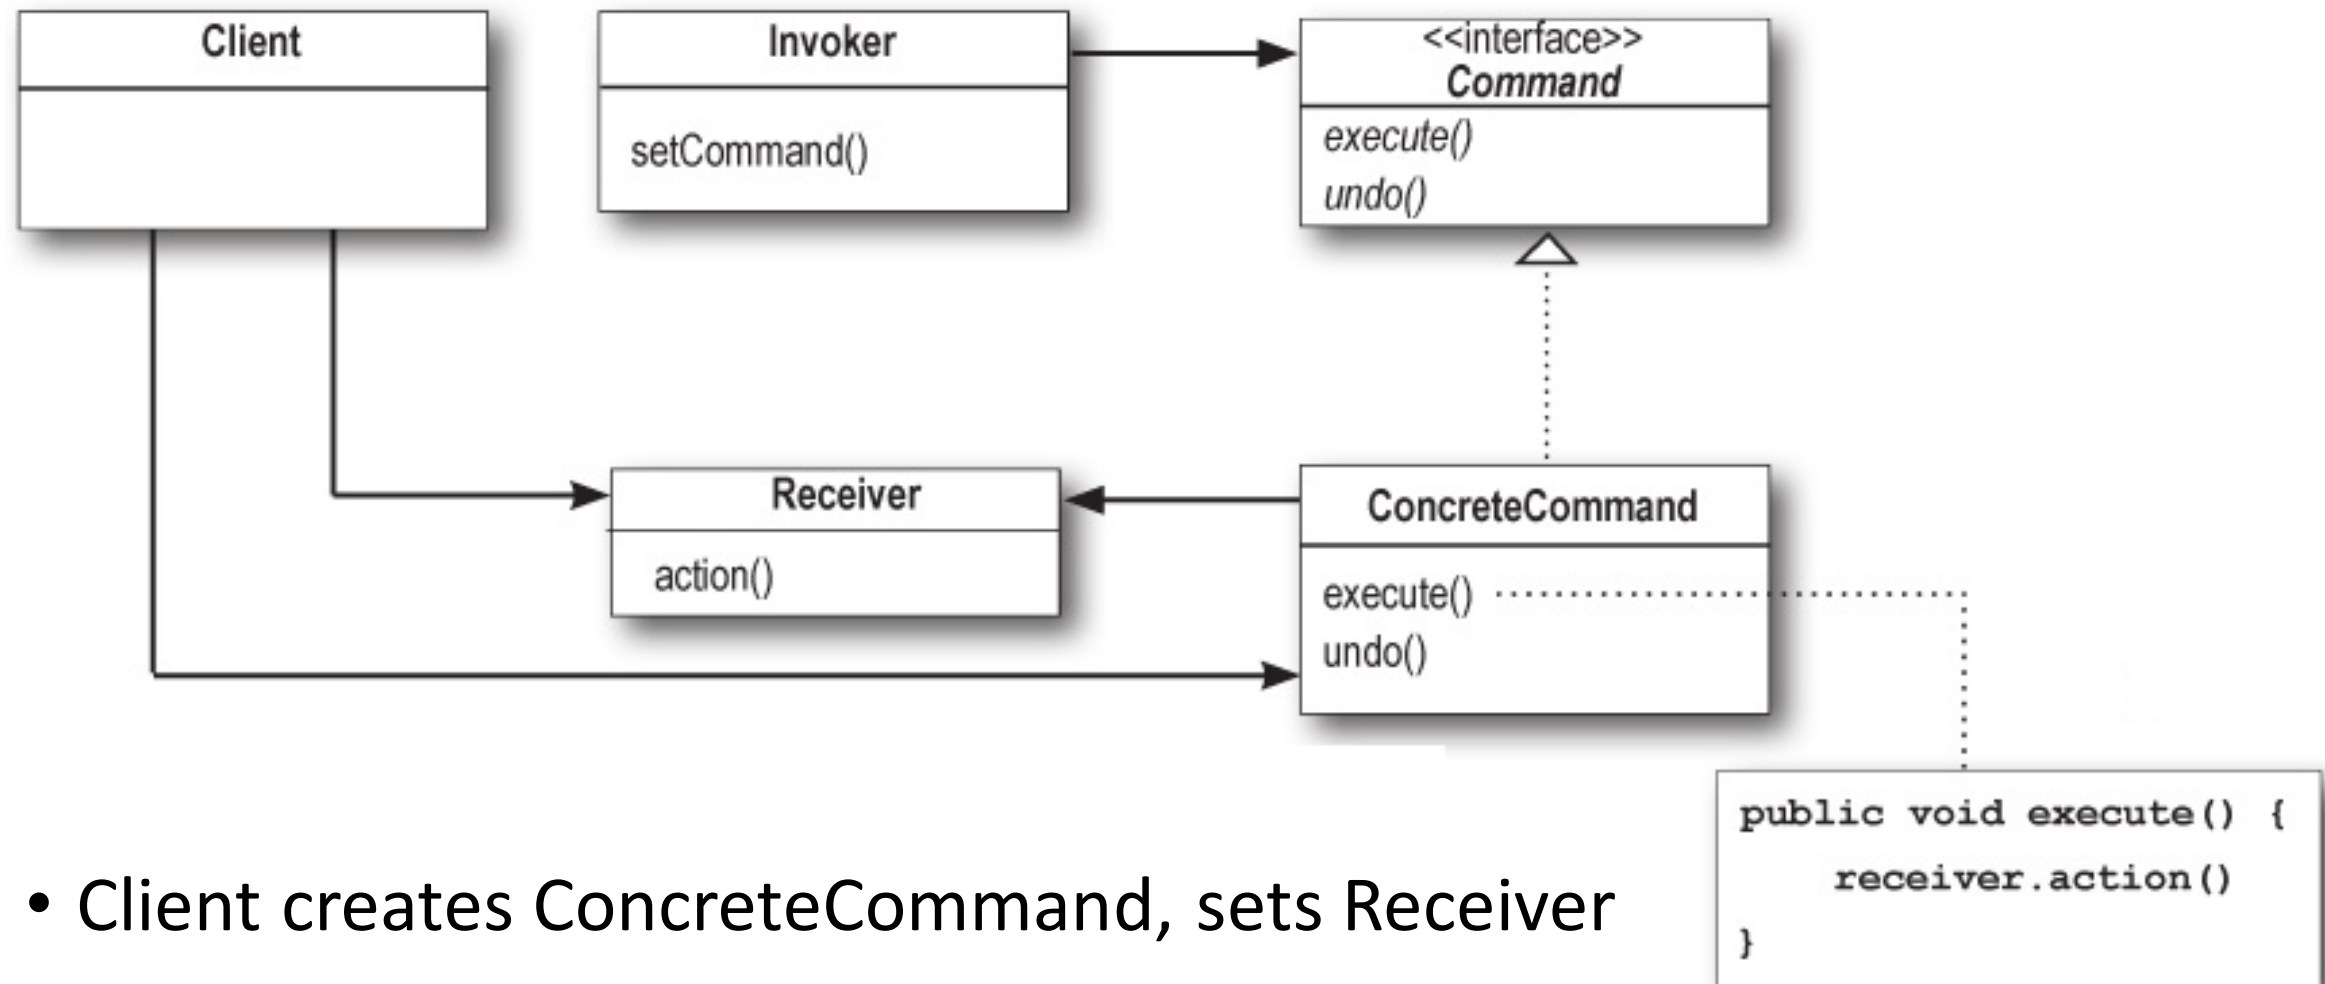 Client
Invoker
setCommand()
<<interface>>
Command
execute()
undo()
Receiver
action()
ConcreteCommand
execute()
undo()
public void execute() {
receiver.action()
}
• Client creates ConcreteCommand, sets Receiver